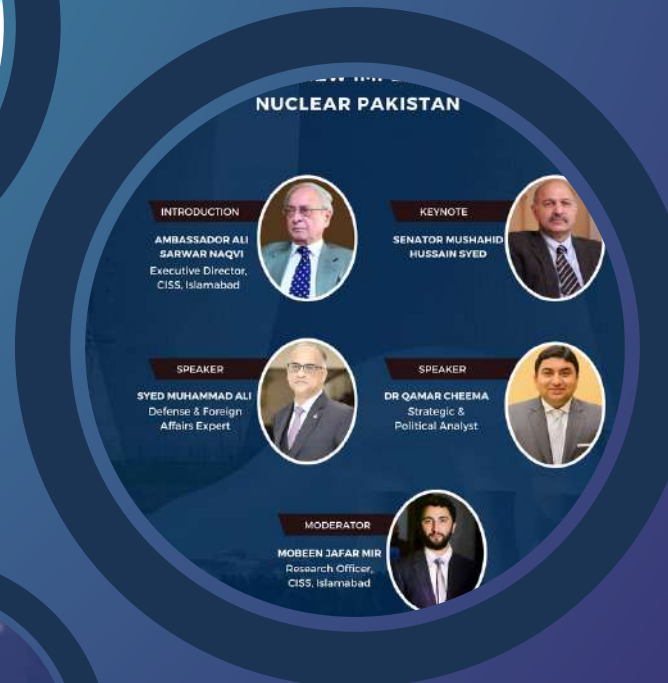 NUCLEAR PAKISTAN
INTRODUCTION
AMBASSADOR ALI
SARWAR NAQVI
Executive Director,
CISS, Islamabad
KEYNOTE
SENATOR MUSHAHID
HUSSAIN SYED
SPEAKER
SYED MUHAMMAD ALI
Defense & Foreign
Affairs Expert
SPEAKER
DR QAMAR CHEEMA
Strategic &
Political Analyst
MODERATOR
MOBEEN JAFAR MIR
Research Officer,
CISS, Islamabad